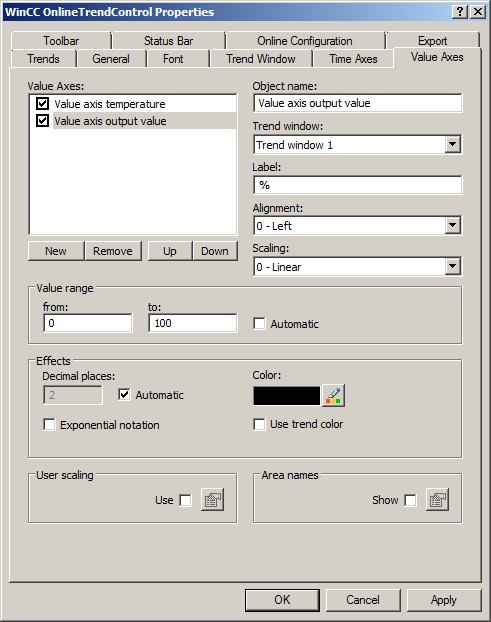 WinCC OnlineTrendControl Properties
Toolbar
Status Bar
Online Configuration
Export
Trends
General
Font
Trend Window
Time Axes
Value Axes
Value Axes:
Value axis temperature
Value axis output value
New
Remove
Up
Down
Object name:
Value axis output value
Trend window:
Trend window 1
Label:
%
Alignment:
0 - Left
Scaling:
0 - Linear
Value range
from:
to:
0
100
Automatic
Effects
Decimal places:
2
Automatic
Color:
Exponential notation
Use trend color
User scaling
Use
Area names
Show
OK
Cancel
Apply